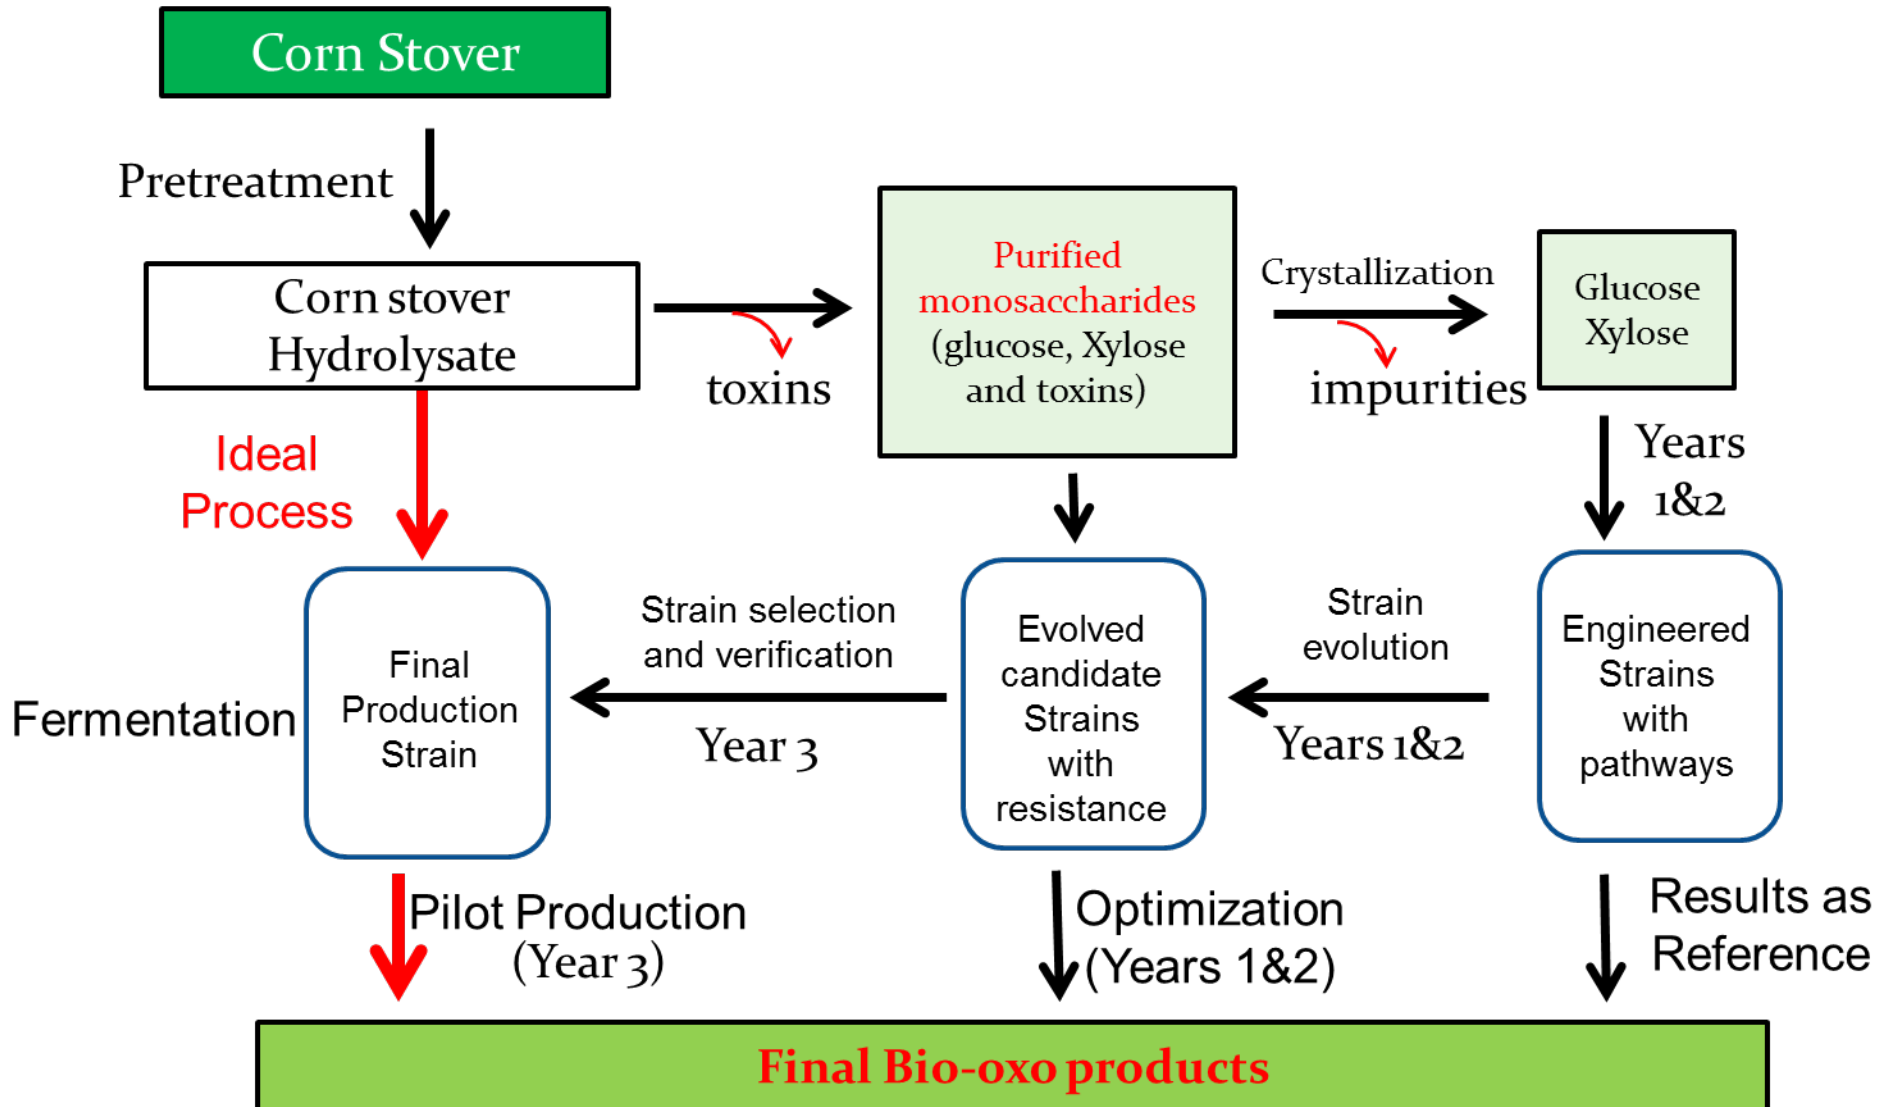 Corn Stover
Pretreatment
Corn stover
Hydrolysate
toxins
Purified
monosaccharides
(glucose, Xylose
and toxins)
Crystallization
impurities
Glucose
Xylose
Ideal
Process
Years
1&2
Fermentation
Final
Production
Strain
Strain selection
and verification
Year 3
Evolved
candidate
Strains
with
resistance
Strain
evolution
Years 1&2
Engineered
Strains
with
pathways
Pilot Production
(Year 3)
Optimization
(Years 1&2)
Results as
Reference
Final Bio-oxo products